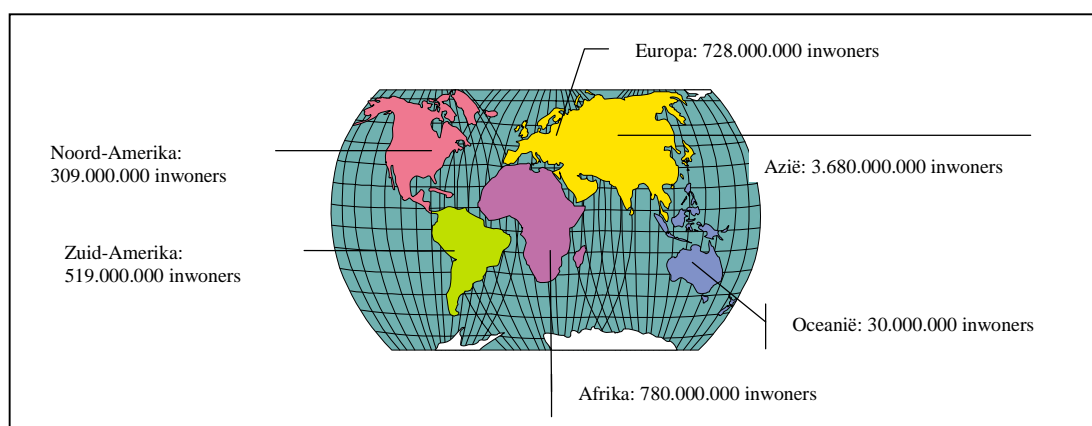 Europa: 728.000.000 inwoners
Noord-Amerika:
309.000.000 inwoners
Azië: 3.680.000.000 inwoners
Zuid-Amerika:
519.000.000 inwoners
Oceanië: 30.000.000 inwoners
Afrika: 780.000.000 inwoners